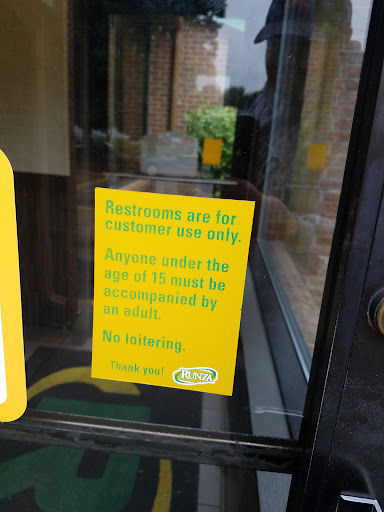 Restrooms are for
customer use only.
Anyone under the
age of 15 must be
accompanied by
an adult.
No loitering.
Thank you! RUNZA